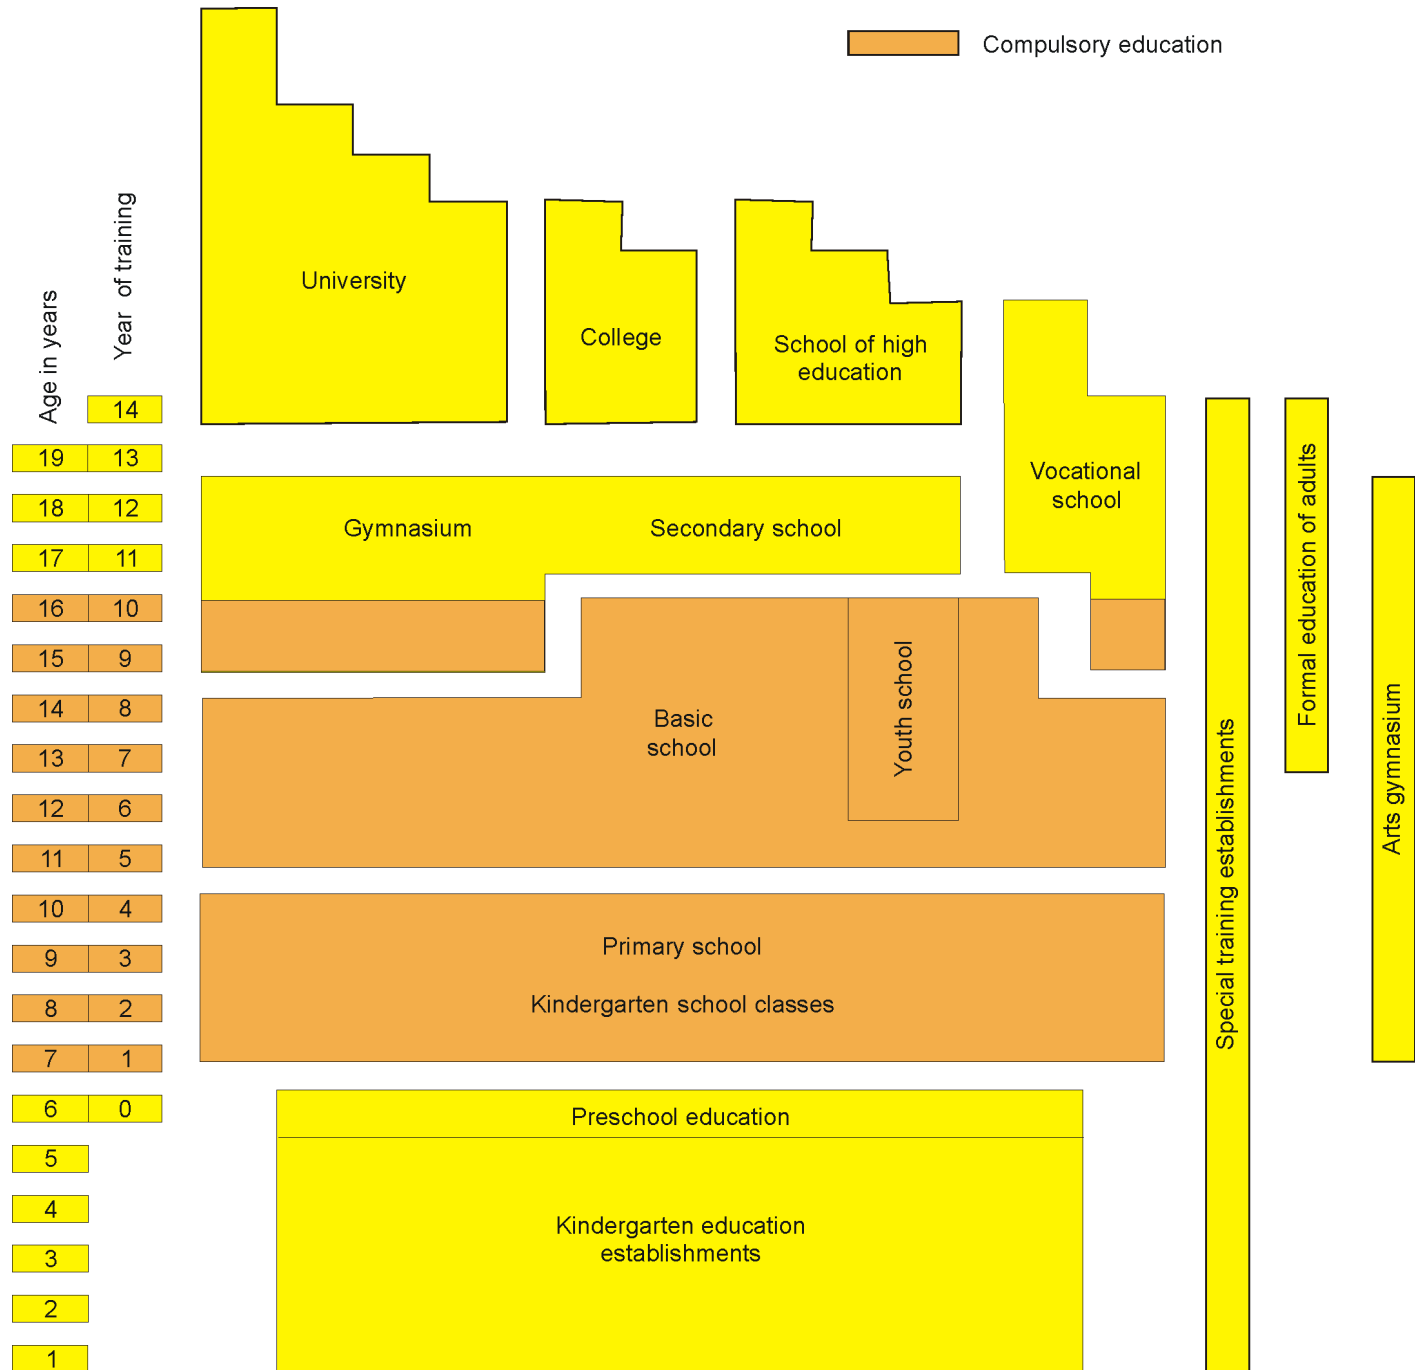 Compulsory education
Age in years
Year of training
University
College
School of high
education
14
19 13
18 12
17 11
16 10
15 9
14 8
13 7
12 6
11 5
10 4
9 3
8 2
7 1
6 0
5
4
3
2
1
Vocational
school
Gymnasium
Secondary school
Basic
school
Youth school
Primary school
Kindergarten school classes
Preschool education
Kindergarten education
establishments
Special training establishments
Formal education of adults
Arts gymnasium